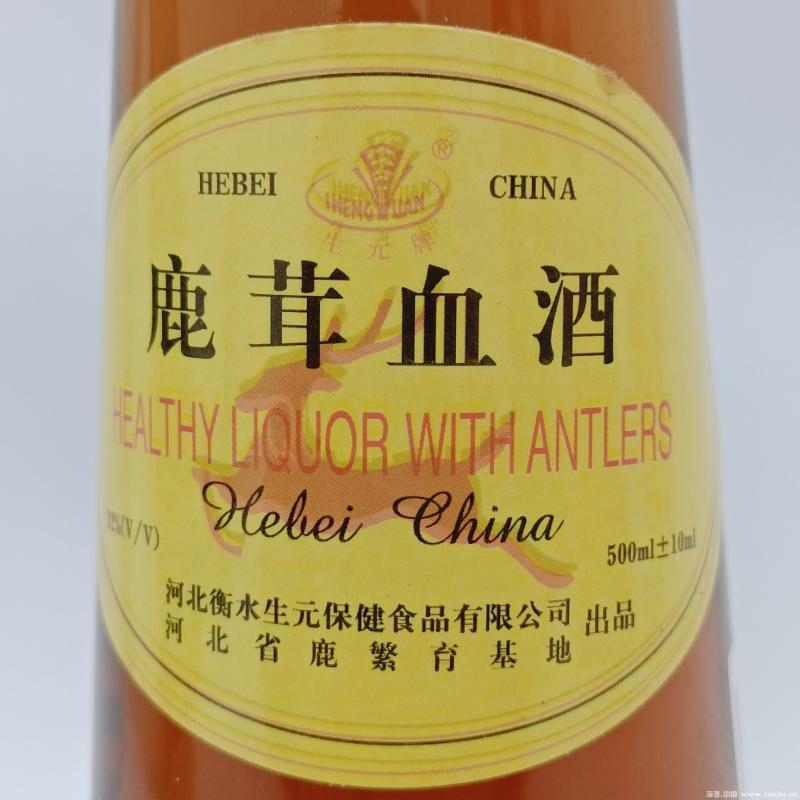 HEBEI CHINA
®
SHENG YUAN
生元牌
鹿茸血酒
HEALTHY LIQUOR WITH ANTLERS
Hebei China
32%(V/V)
500ml±10ml
河北衡水生元保健食品有限公司 出品
河北省鹿繁育基地